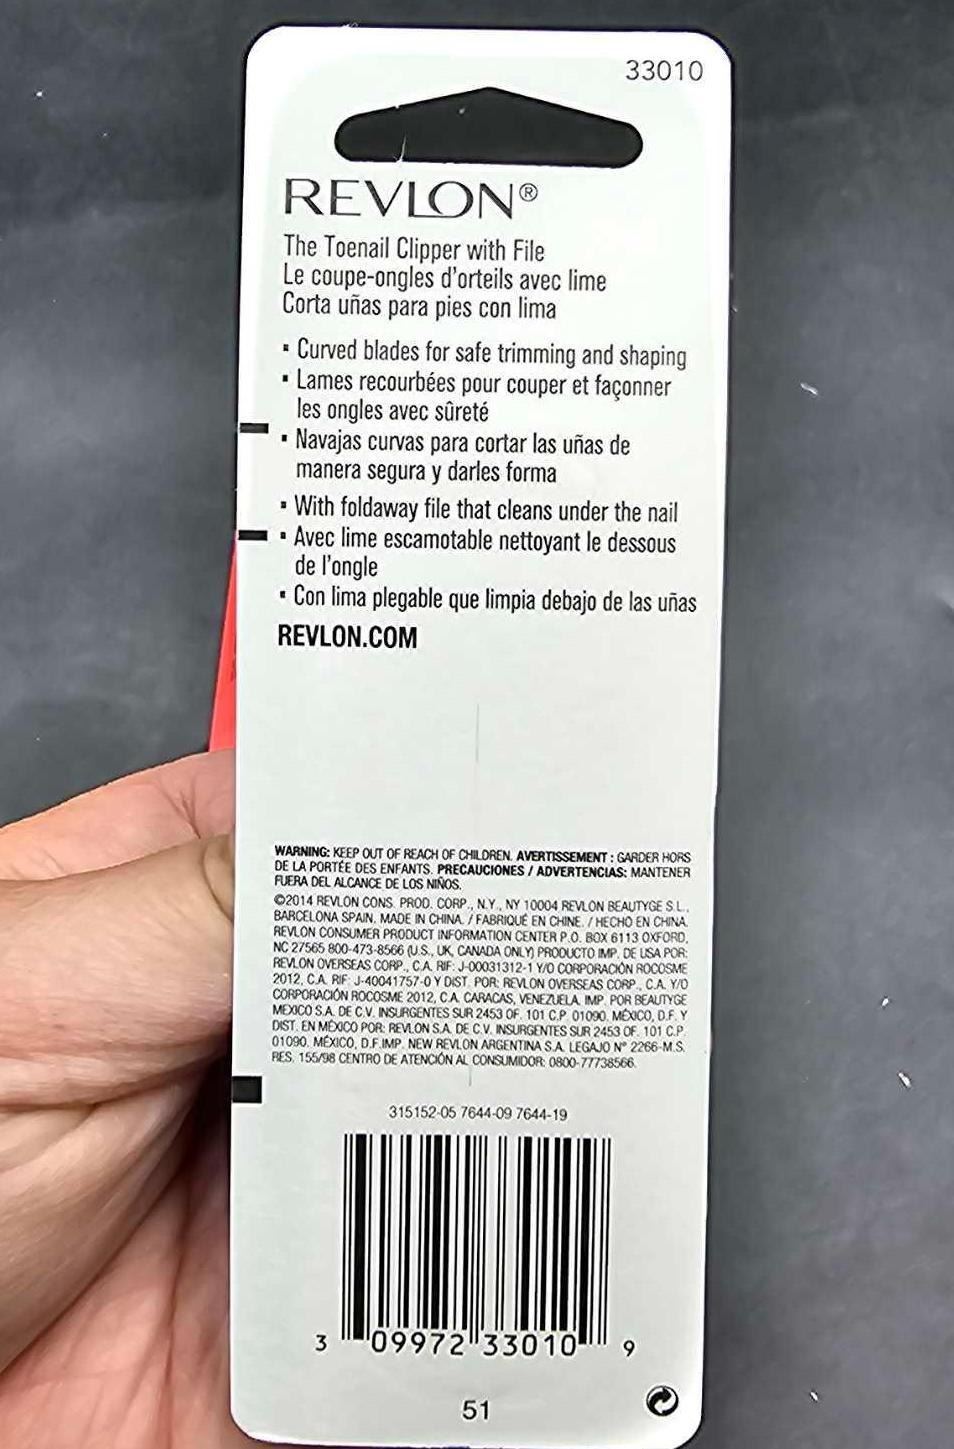 33010
REVLON®
The Toenail Clipper with File
Le coupe-ongles d'orteils avec lime
Corta uñas para pies con lima
▪ Curved blades for safe trimming and shaping
▪ Lames recourbées pour couper et façonner
les ongles avec sûreté
▪ Navajas curvas para cortar las uñas de
manera segura y darles forma
▪ With foldaway file that cleans under the nail
▪ Avec lime escamotable nettoyant le dessous
de l'ongle
▪ Con lima plegable que limpia debajo de las uñas
REVLON.COM
WARNING: KEEP OUT OF REACH OF CHILDREN. AVERTISSEMENT : GARDER HORS
DE LA PORTÉE DES ENFANTS. PRECAUCIONES / ADVERTENCIAS: MANTENER
FUERA DEL ALCANCE DE LOS NIÑOS.
©2014 REVLON CONS. PROD. CORP., N.Y., NY 10004 REVLON BEAUTYGE S.L.,
BARCELONA SPAIN. MADE IN CHINA. / FABRIQUÉ EN CHINE. / HECHO EN CHINA.
REVLON CONSUMER PRODUCT INFORMATION CENTER P.O. BOX 6113 OXFORD,
NC 27565 800-473-8566 (U.S., UK, CANADA ONLY) PRODUCTO IMP. DE USA POR:
REVLON OVERSEAS CORP., C.A. RIF: J-00031312-1 Y/O CORPORACIÓN ROCOSME
2012, C.A. RIF: J-40041757-0 Y DIST. POR: REVLON OVERSEAS CORP., C.A. Y/O
CORPORACIÓN ROCOSME 2012, C.A. CARACAS, VENEZUELA. IMP. POR BEAUTYGE
MEXICO S.A. DE C.V. INSURGENTES SUR 2453 OF. 101 C.P. 01090. MÉXICO, D.F. Y
DIST. EN MÉXICO POR: REVLON S.A. DE C.V. INSURGENTES SUR 2453 OF. 101 C.P.
01090. MÉXICO, D.F. IMP. NEW REVLON ARGENTINA S.A. LEGAJO N° 2266-M.S.
RES. 155/98 CENTRO DE ATENCIÓN AL CONSUMIDOR: 0800-77738566.
315152-05 7644-09 7644-19
3 09972 33010 9
51